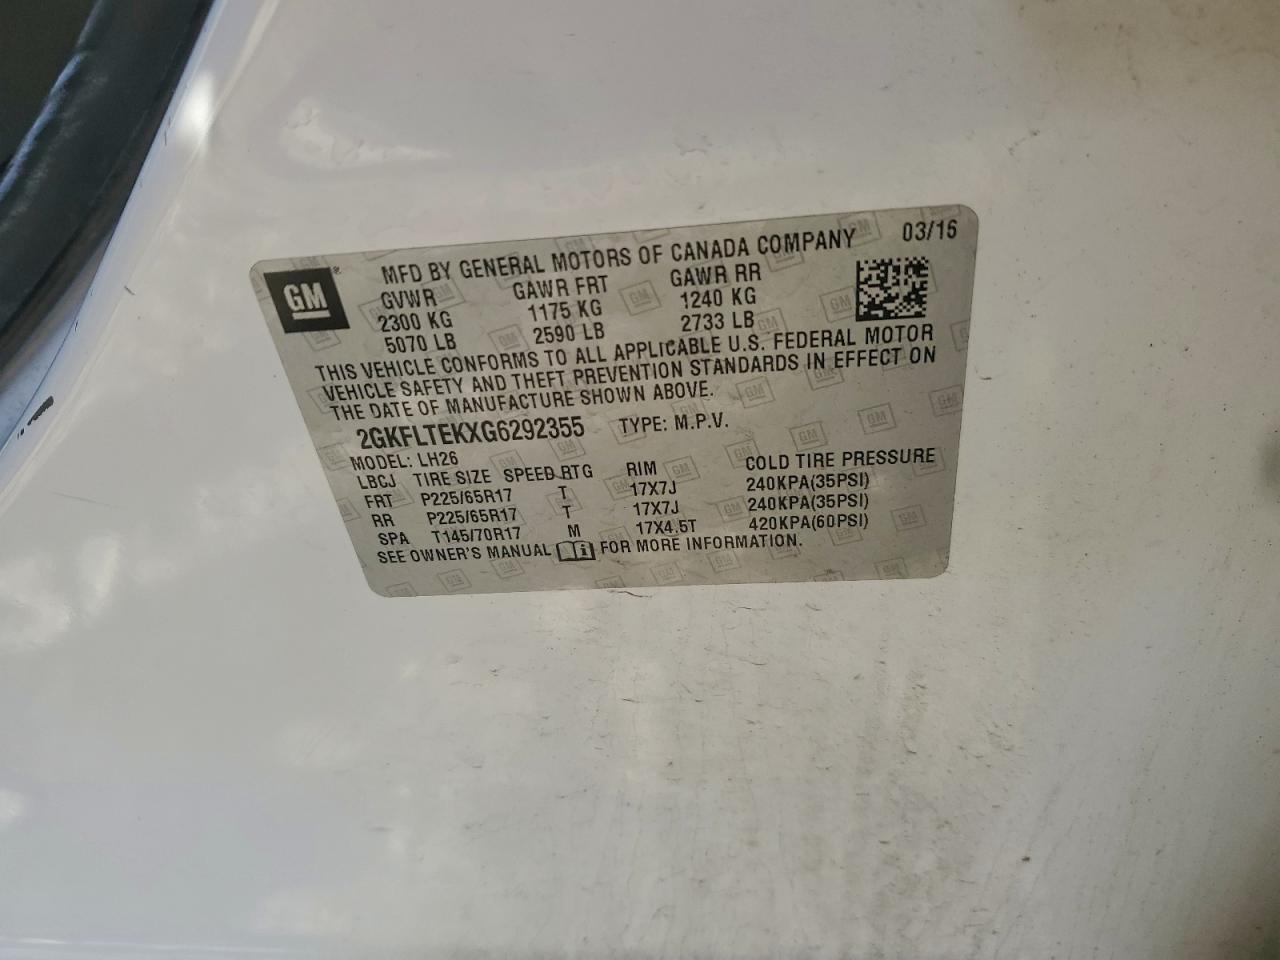 GM
MFD BY GENERAL MOTORS OF CANADA COMPANY 03/16
GVWR GAWR FRT GAWR RR
2300 KG 1175 KG 1240 KG
5070 LB 2590 LB 2733 LB
THIS VEHICLE CONFORMS TO ALL APPLICABLE U.S. FEDERAL MOTOR
VEHICLE SAFETY AND THEFT PREVENTION STANDARDS IN EFFECT ON
THE DATE OF MANUFACTURE SHOWN ABOVE.
2GKFLTEKXG6292355 TYPE: M.P.V.
MODEL: LH26
LBCJ TIRE SIZE SPEED RTG RIM COLD TIRE PRESSURE
FRT P225/65R17 T 17X7J 240KPA(35PSI)
RR P225/65R17 T 17X7J 240KPA(35PSI)
SPA T145/70R17 M 17X4.5T 420KPA(60PSI)
SEE OWNER'S MANUAL FOR MORE INFORMATION.